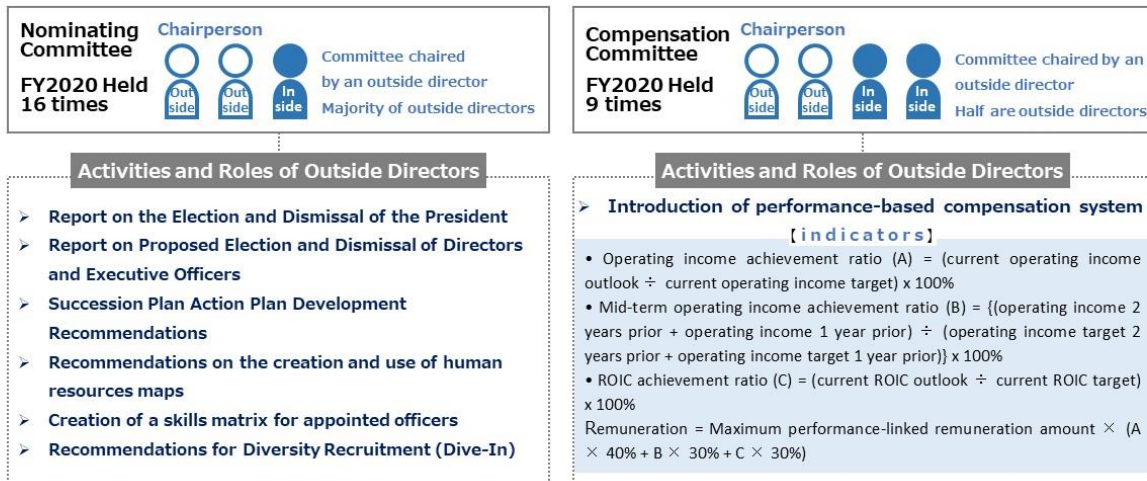 Nominating
Committee
FY2020 Held
16 times
Chairperson
Out side
Out side
In side
Committee chaired
by an outside director
Majority of outside directors
Activities and Roles of Outside Directors
➢ Report on the Election and Dismissal of the President
➢ Report on Proposed Election and Dismissal of Directors
and Executive Officers
➢ Succession Plan Action Plan Development
Recommendations
➢ Recommendations on the creation and use of human
resources maps
➢ Creation of a skills matrix for appointed officers
➢ Recommendations for Diversity Recruitment (Dive-In)
Compensation
Committee
FY2020 Held
9 times
Chairperson
Out side
Out side
In side
In side
Committee chaired by an
outside director
Half are outside directors
Activities and Roles of Outside Directors
➢ Introduction of performance-based compensation system
【indicators】
• Operating income achievement ratio (A) = (current operating income
outlook ÷ current operating income target) x 100%
• Mid-term operating income achievement ratio (B) = {(operating income 2
years prior + operating income 1 year prior) ÷ (operating income target 2
years prior + operating income target 1 year prior)} x 100%
• ROIC achievement ratio (C) = (current ROIC outlook ÷ current ROIC target)
x 100%
Remuneration = Maximum performance-linked remuneration amount × (A
× 40% + B × 30% + C × 30%)